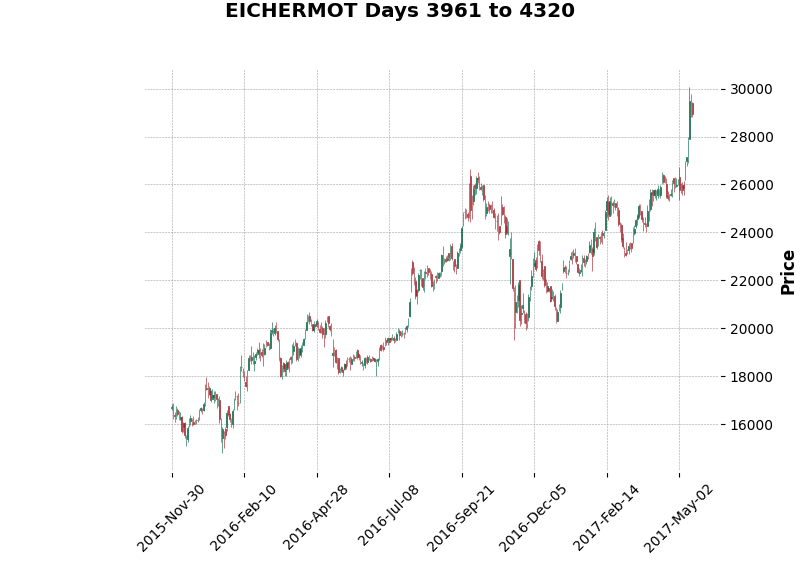 EICHERMOT Days 3961 to 4320
30000
28000
26000
24000
22000
20000
18000
16000
Price
2015-Nov-30
2016-Feb-10
2016-Apr-28
2016-Jul-08
2016-Sep-21
2016-Dec-05
2017-Feb-14
2017-May-02